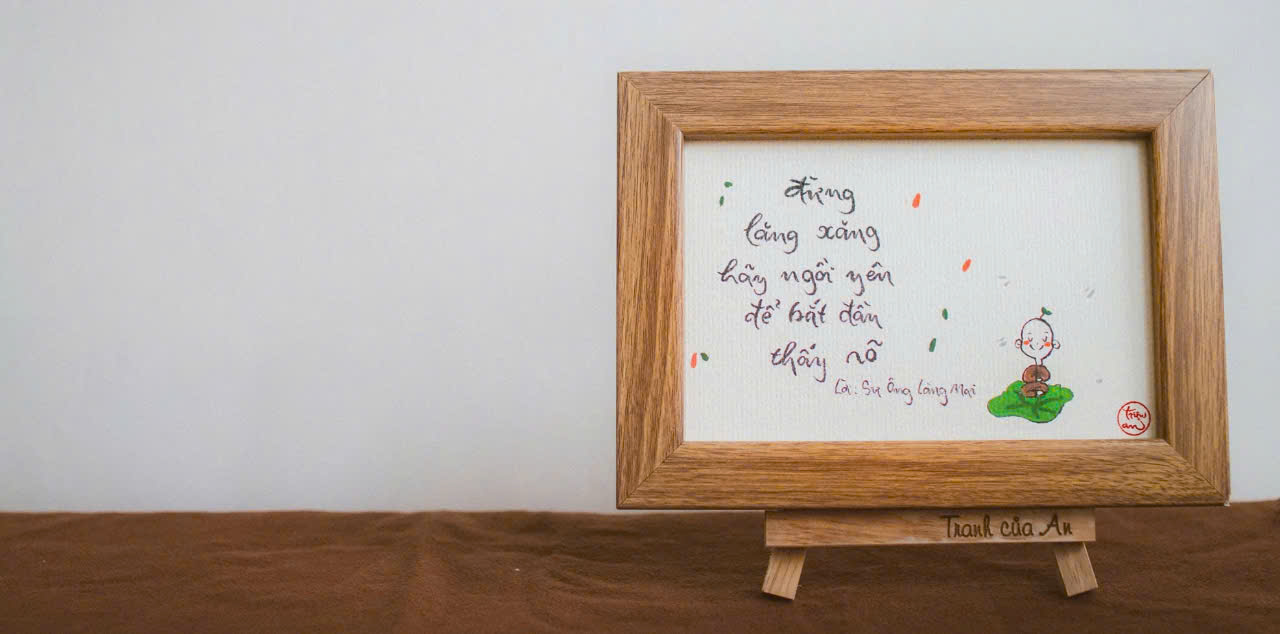 đừng
lăng xăng
hãy ngồi yên
để bắt đầu
thấy rõ
Sư Ông Làng Mai
triệu
an
Tranh của An